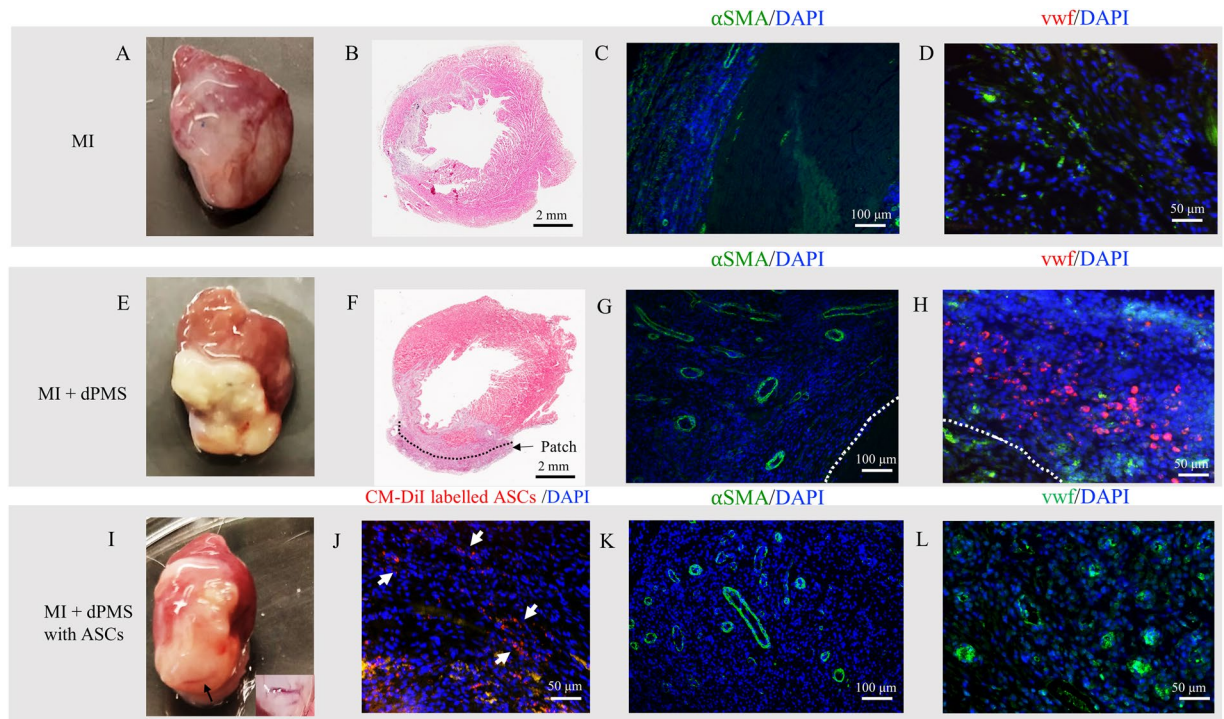 αSMA/DAPI
vwf/DAPI
A
B
C
D
MI
2 mm
100 μm
50 μm
αSMA/DAPI
vwf/DAPI
E
F
G
H
MI + dPMS
Patch
2 mm
100 μm
50 μm
CM-DiI labelled ASCs /DAPI
αSMA/DAPI
vwf/DAPI
I
J
K
L
MI + dPMS
with ASCs
50 μm
100 μm
50 μm